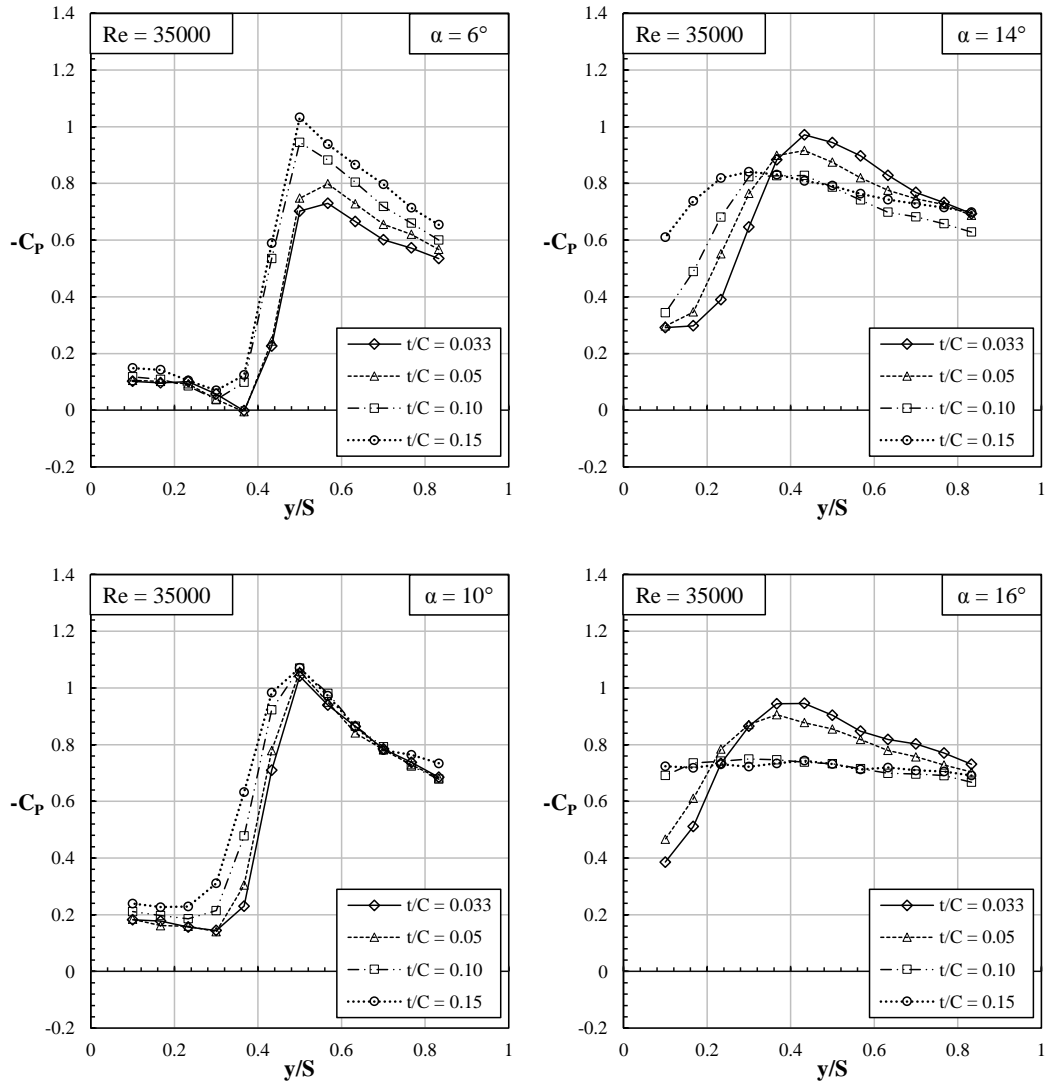 1.4
1.2
1
0.8
0.6
0.4
0.2
0
-0.2
-C_P
0 0.2 0.4 0.6 0.8 1
y/S
Re = 35000
α = 6°
t/C = 0.033
t/C = 0.05
t/C = 0.10
t/C = 0.15
1.4
1.2
1
0.8
0.6
0.4
0.2
0
-0.2
-C_P
0 0.2 0.4 0.6 0.8 1
y/S
Re = 35000
α = 14°
t/C = 0.033
t/C = 0.05
t/C = 0.10
t/C = 0.15
1.4
1.2
1
0.8
0.6
0.4
0.2
0
-0.2
-C_P
0 0.2 0.4 0.6 0.8 1
y/S
Re = 35000
α = 10°
t/C = 0.033
t/C = 0.05
t/C = 0.10
t/C = 0.15
1.4
1.2
1
0.8
0.6
0.4
0.2
0
-0.2
-C_P
0 0.2 0.4 0.6 0.8 1
y/S
Re = 35000
α = 16°
t/C = 0.033
t/C = 0.05
t/C = 0.10
t/C = 0.15